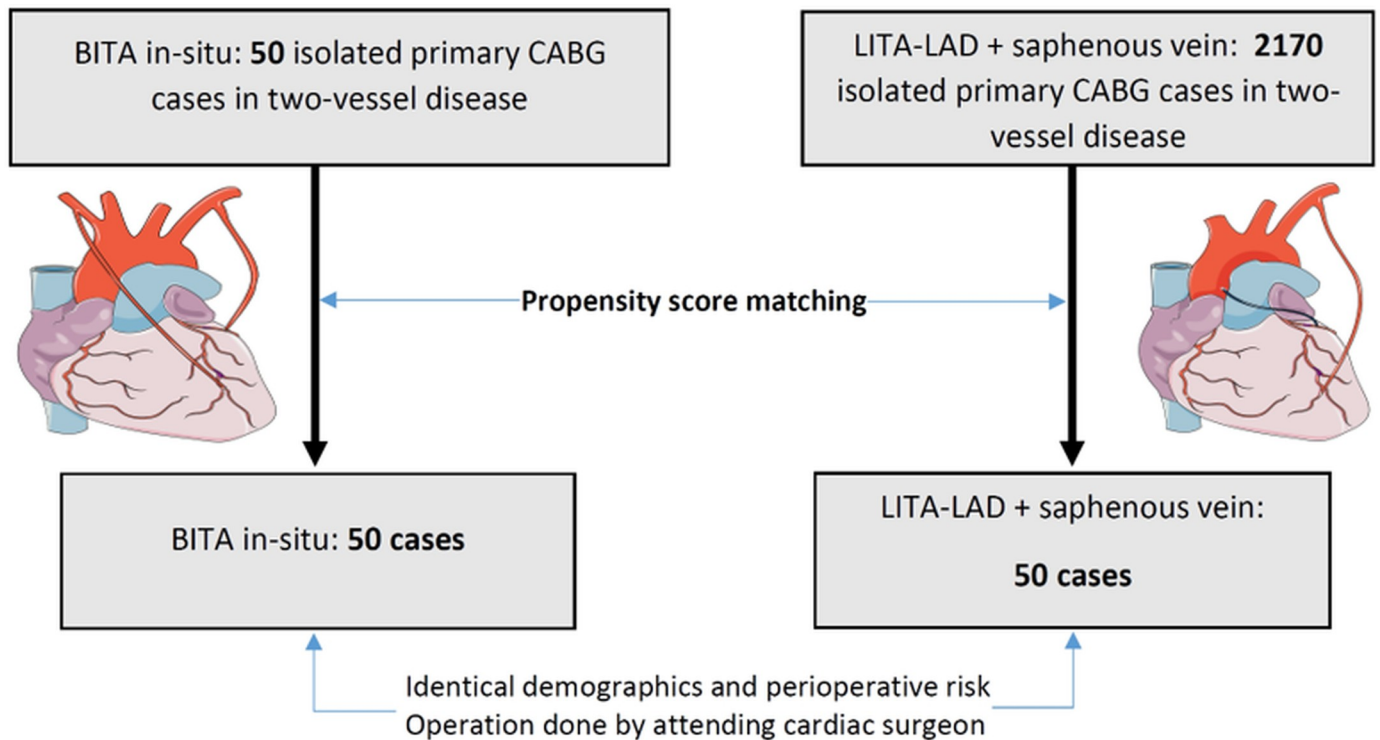 BITA in-situ: 50 isolated primary CABG
cases in two-vessel disease
LITA-LAD + saphenous vein: 2170
isolated primary CABG cases in two-
vessel disease
Propensity score matching
BITA in-situ: 50 cases
LITA-LAD + saphenous vein:
50 cases
Identical demographics and perioperative risk
Operation done by attending cardiac surgeon